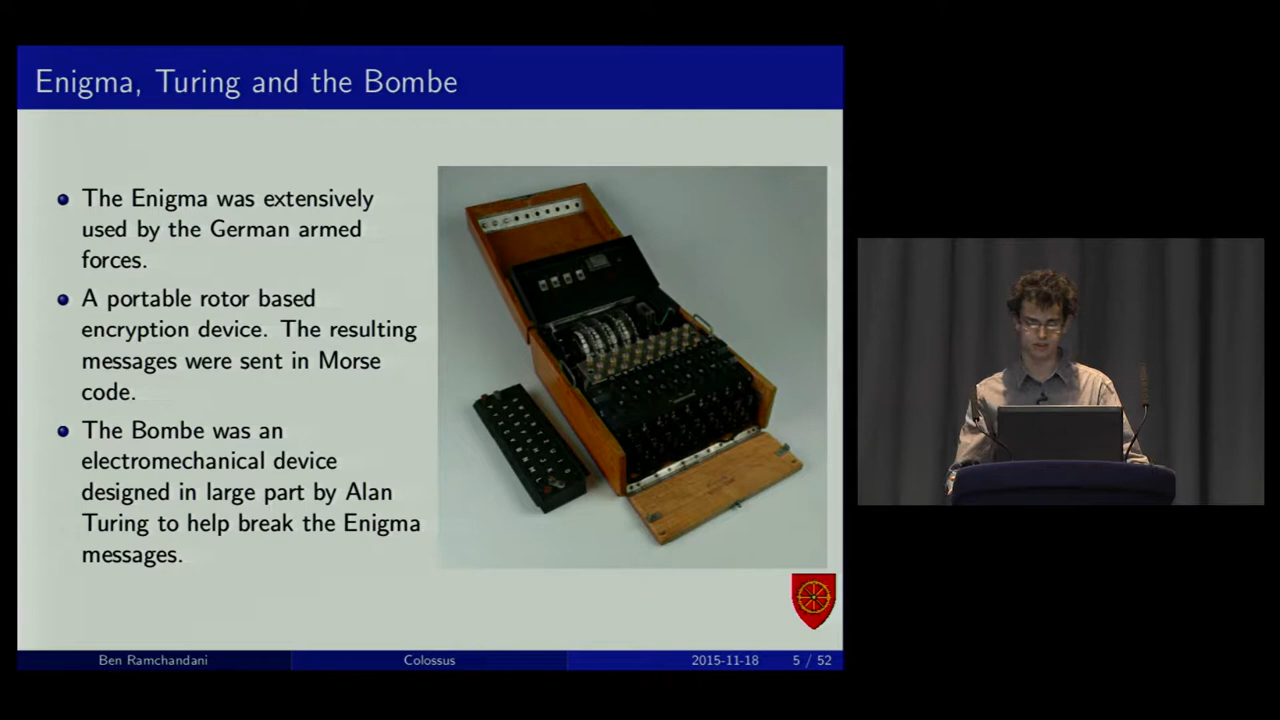 Enigma, Turing and the Bombe
The Enigma was extensively
used by the German armed
forces.
A portable rotor based
encryption device. The resulting
messages were sent in Morse
code.
The Bombe was an
electromechanical device
designed in large part by Alan
Turing to help break the Enigma
messages.
Ben Ramchandani
Colossus
2015-11-18
5 / 52